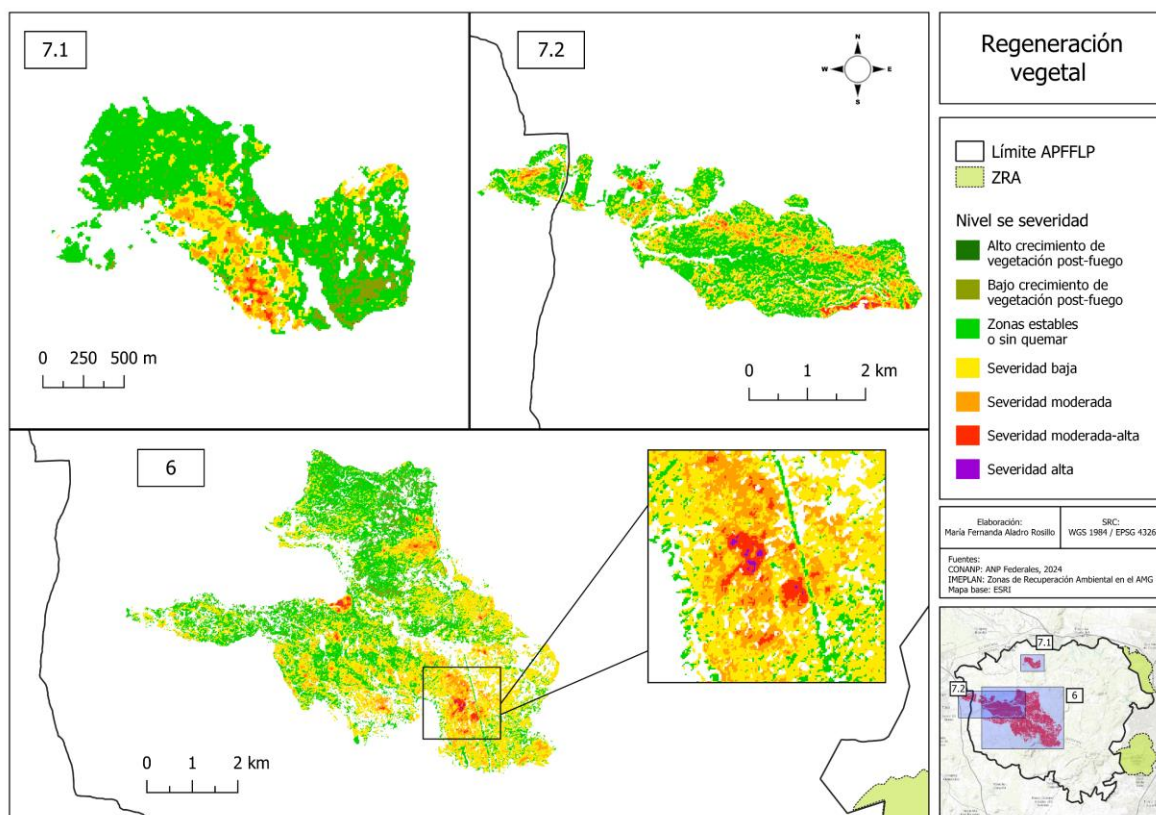 7.1
7.2
N
W E
S
0 250 500 m
0 1 2 km
6
0 1 2 km
Regeneración
vegetal
Límite APFFLP
ZRA
Nivel se severidad
Alto crecimiento de
vegetación post-fuego
Bajo crecimiento de
vegetación post-fuego
Zonas estables
o sin quemar
Severidad baja
Severidad moderada
Severidad moderada-alta
Severidad alta
Elaboración:
María Fernanda Aladro Rosillo
SRC:
WGS 1984 / EPSG 4326
Fuentes:
CONANP: ANP Federales, 2024
IMEPLAN: Zonas de Recuperación Ambiental en el AMG
Mapa base: ESRI
7.1
7.2
6